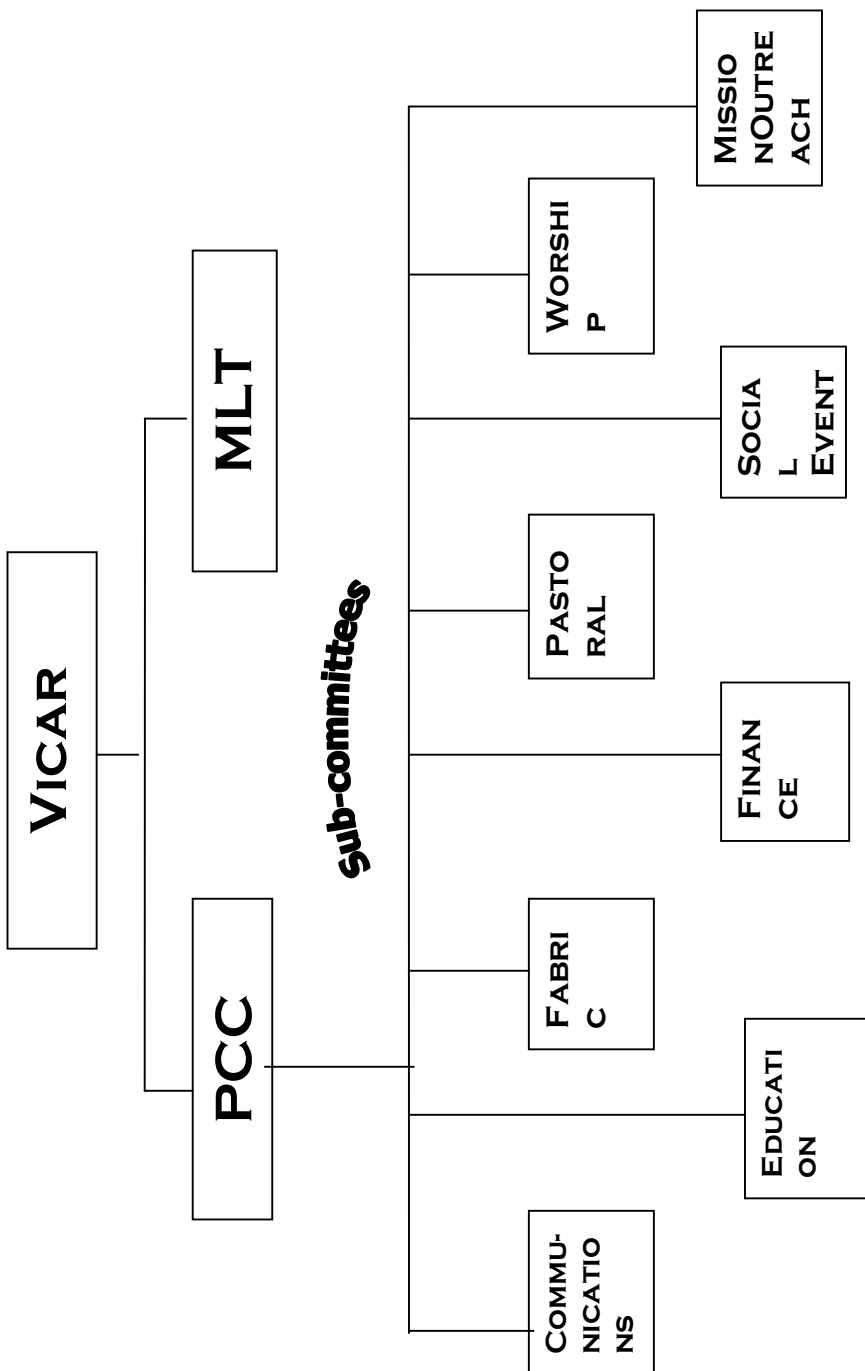 VICAR
PCC
MLT
Sub-committees
COMMU-
NICATIO
NS
FABRI
C
PASTO
RAL
WORSHI
P
EDUCATI
ON
FINAN
CE
SOCIA
L
EVENT
MISSIO
NOUTRE
ACH